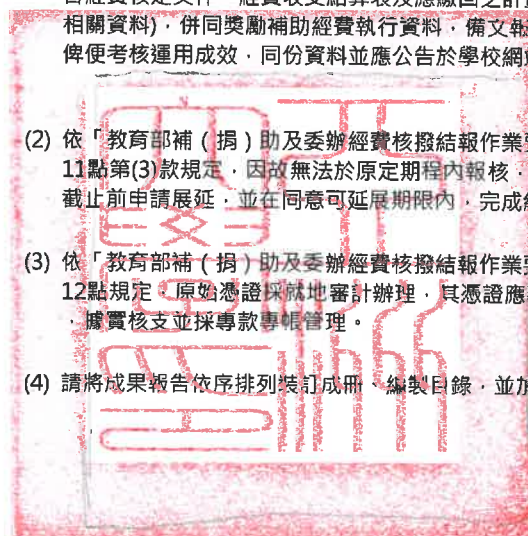 相關資料)，併同獎勵補助經費執行資料，備文
俾便考核運用成效，同份資料並應公告於學校網
(2) 依「教育部補（捐）助及委辦經費核撥結報作業
11點第(3)款規定，因故無法於原定期程內報核，
截止前申請展延，並在同意可延展期限內，完成
(3) 依「教育部補（捐）助及委辦經費核撥結報作業
12點規定，原始憑證採就地審計辦理，其憑證應
，據實核支並採專款專帳管理。
(4) 請將成果報告依序排列裝訂成冊、編製目錄，並加